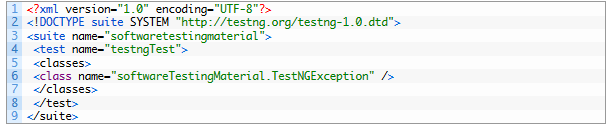 1 <?xml version="1.0" encoding="UTF-8"?>
2 <!DOCTYPE suite SYSTEM "http://testng.org/testng-1.0.dtd">
3 <suite name="softwaretestingmaterial">
4 <test name="testngTest">
5 <classes>
6 <class name="softwareTestingMaterial.TestNGException" />
7 </classes>
8 </test>
9 </suite>